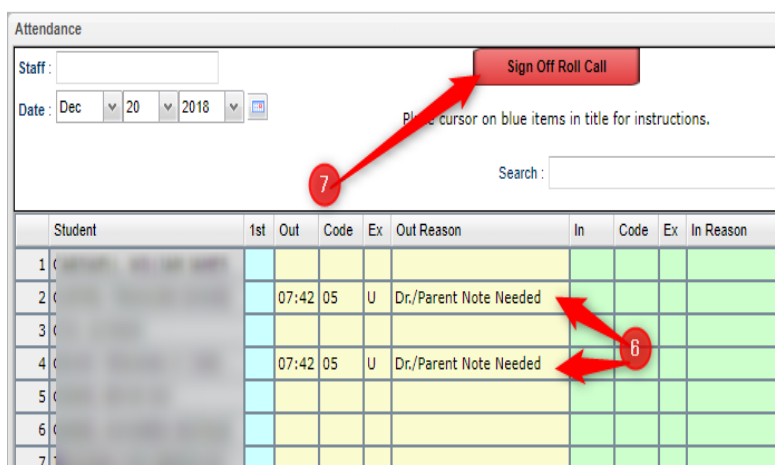 Attendance
Staff :
Sign Off Roll Call
Date : Dec 20 2018
cursor on blue items in title for instructions.
7
Search :
Student 1st Out Code Ex Out Reason In Code Ex In Reason
1
2 07:42 05 U Dr./Parent Note Needed
3
6
4 07:42 05 U Dr./Parent Note Needed
5
6
7